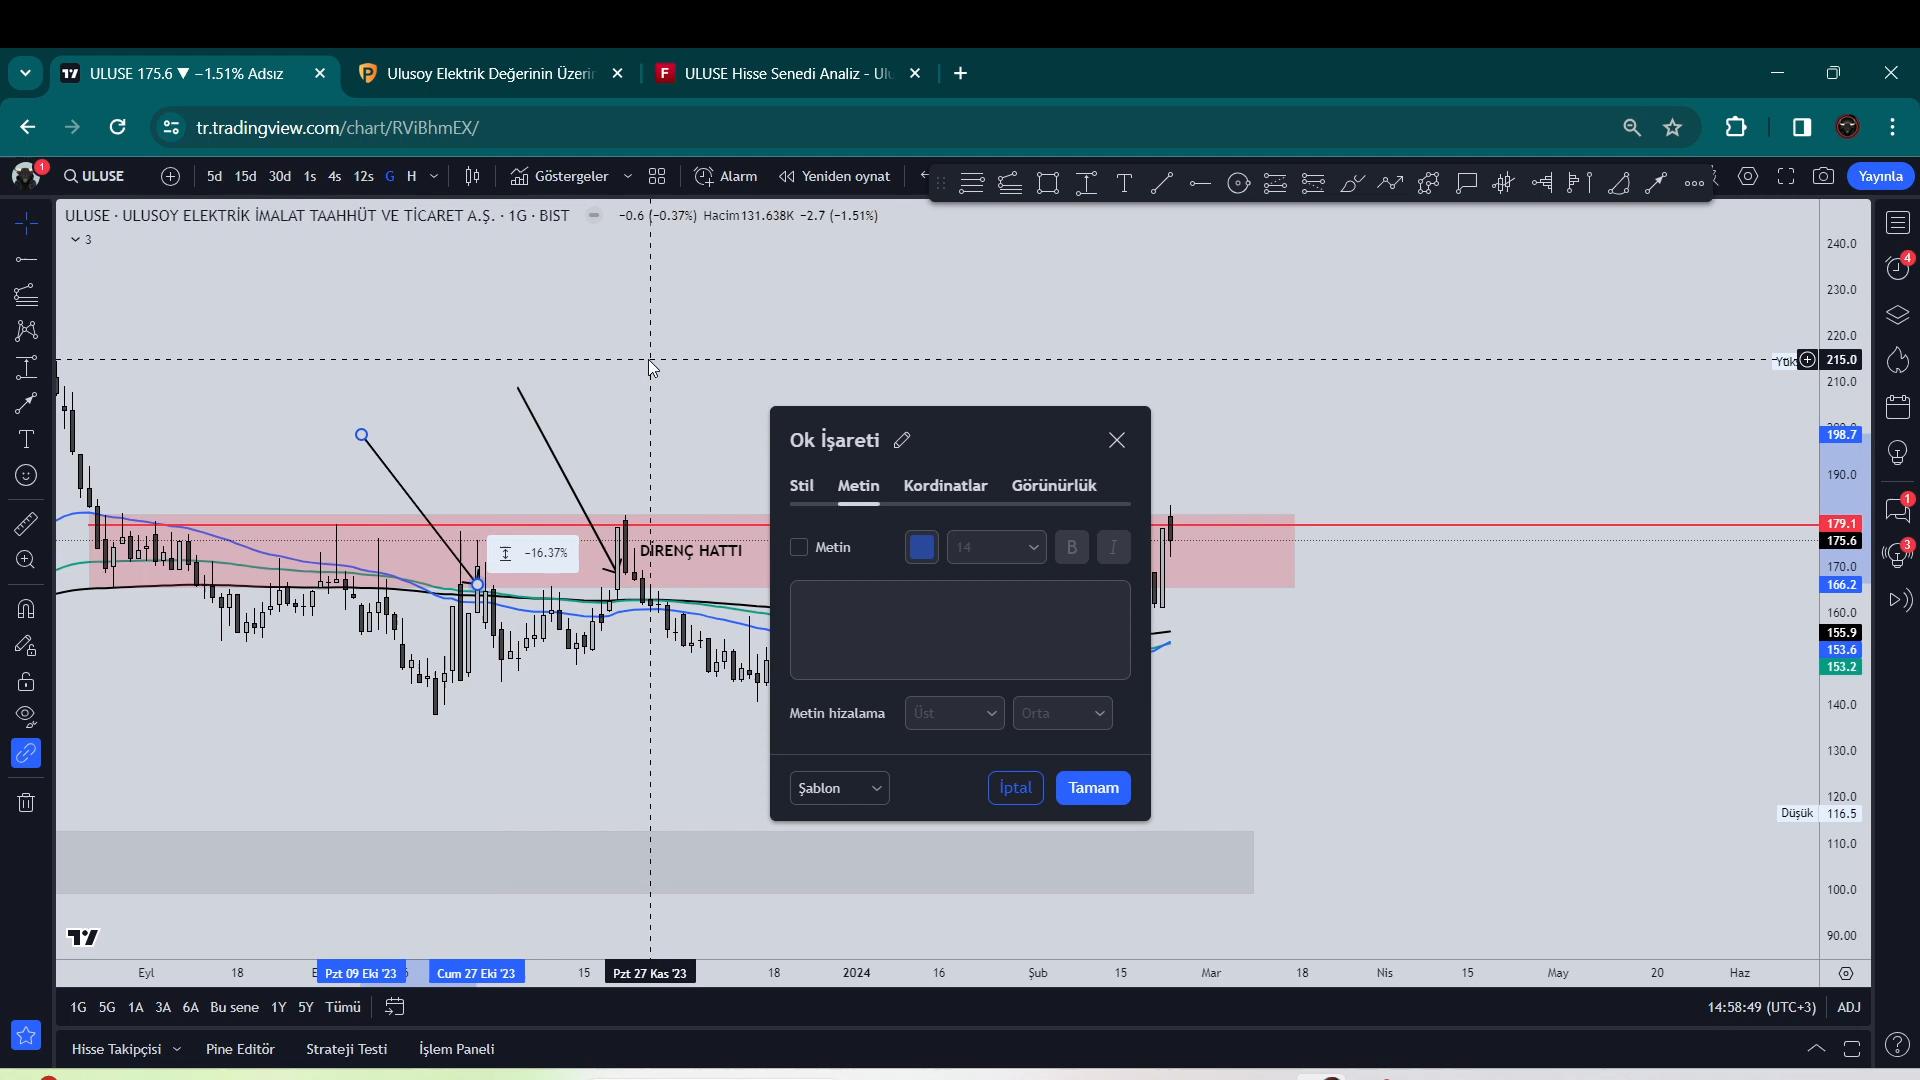 ULUSE 175.6 ▼ −1.51% Adsız
Ulusoy Elektrik Değerinin Üzeri
ULUSE Hisse Senedi Analiz - Ulu
tr.tradingview.com/chart/RViBhmEX/
1
ULUSE
5d 15d 30d 1s 4s 12s G H
Göstergeler
Alarm
Yeniden oynat
Yayınla
ULUSE · ULUSOY ELEKTRİK İMALAT TAAHHÜT VE TİCARET A.Ş. · 1G · BIST
−0.6 (−0.37%) Hacim131.638K −2.7 (−1.51%)
3
240.0
230.0
220.0
215.0
210.0
198.7
190.0
179.1
175.6
170.0
166.2
160.0
155.9
153.6
153.2
140.0
130.0
120.0
Düşük 116.5
110.0
100.0
90.00
4
1
3
−16.37%
DİRENÇ HATTI
Ok İşareti
Stil Metin Kordinatlar Görünürlük
Metin
14
B I
Metin hizalama
Üst
Orta
Şablon
İptal
Tamam
Eyl 18 Pzt 09 Eki '23 Cum 27 Eki '23 15 Pzt 27 Kas '23 18 2024 16 Şub 15 Mar 18 Nis 15 May 20 Haz
1G 5G 1A 3A 6A Bu sene 1Y 5Y Tümü
14:58:49 (UTC+3) ADJ
Hisse Takipçisi Pine Editör Strateji Testi İşlem Paneli